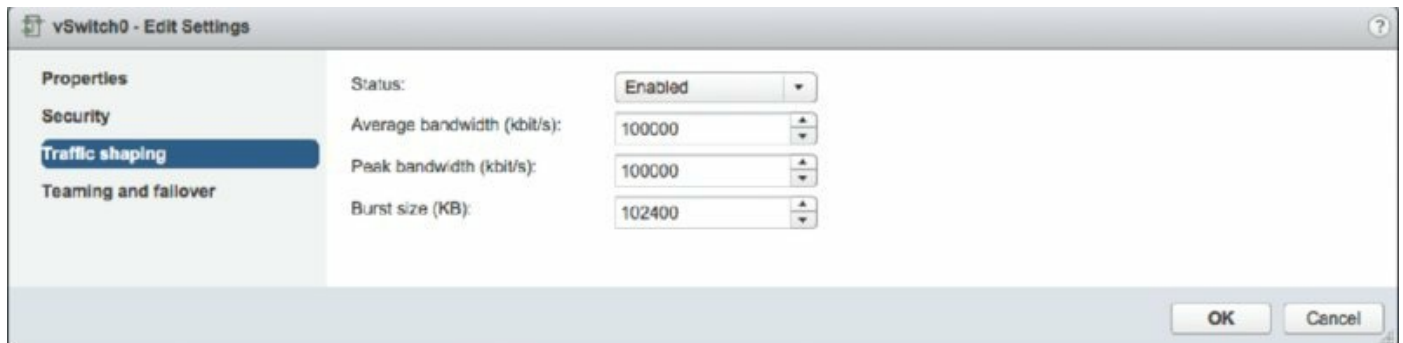 vSwitch0 - Edit Settings
?
Properties
Security
Traffic shaping
Teaming and failover
Status:
Enabled
Average bandwidth (kbit/s):
100000
Peak bandwidth (kbit/s):
100000
Burst size (KB):
102400
OK
Cancel